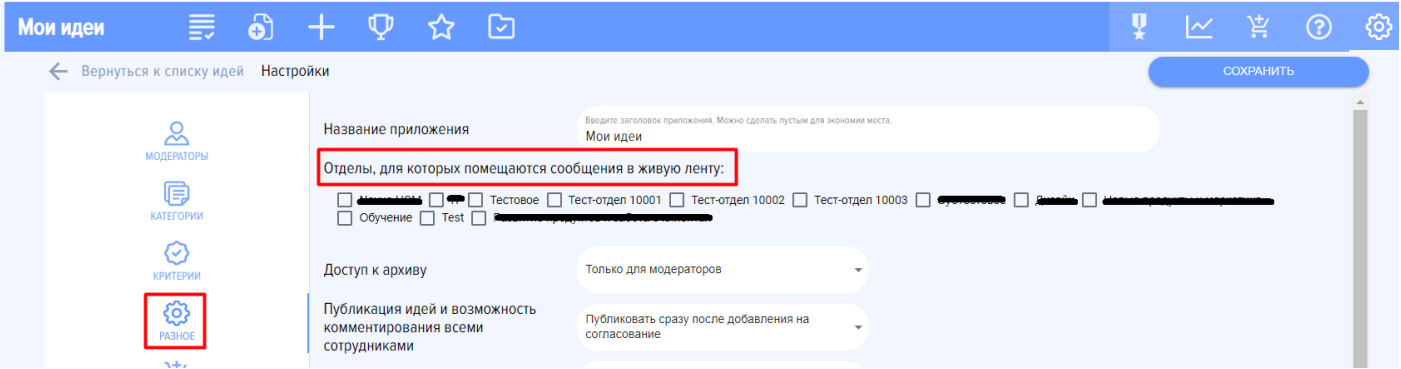 Мои идеи
Вернуться к списку идей Настройки СОХРАНИТЬ
МОДЕРАТОРЫ
КАТЕГОРИИ
КРИТЕРИИ
РАЗНОЕ
Название приложения
Введите заголовок приложения. Можно сделать пустым для экономии места.
Мои идеи
Отделы, для которых помещаются сообщения в живую ленту:
Тестовое Тест-отдел 10001 Тест-отдел 10002 Тест-отдел 10003
Обучение Test
Доступ к архиву Только для модераторов
Публикация идей и возможность
комментирования всеми
сотрудниками
Публиковать сразу после добавления на
согласование